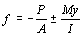 f = - P/A ± My/I